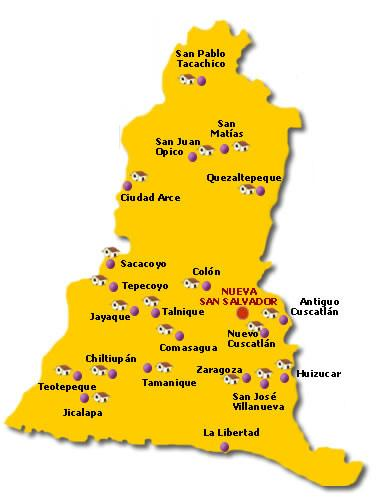 San Pablo
Tacachico
San
Matías
San Juan
Opico
Quezaltepeque
Ciudad Arce
Sacacoyo
Colón
Tepecoyo
NUEVA
SAN SALVADOR
Antiguo
Cuscatlán
Jayaque
Talnique
Nuevo
Cuscatlán
Comasagua
Chiltiupán
Zaragoza
Huizucar
Teotepeque
Tamanique
San José
Villanueva
Jicalapa
La Libertad